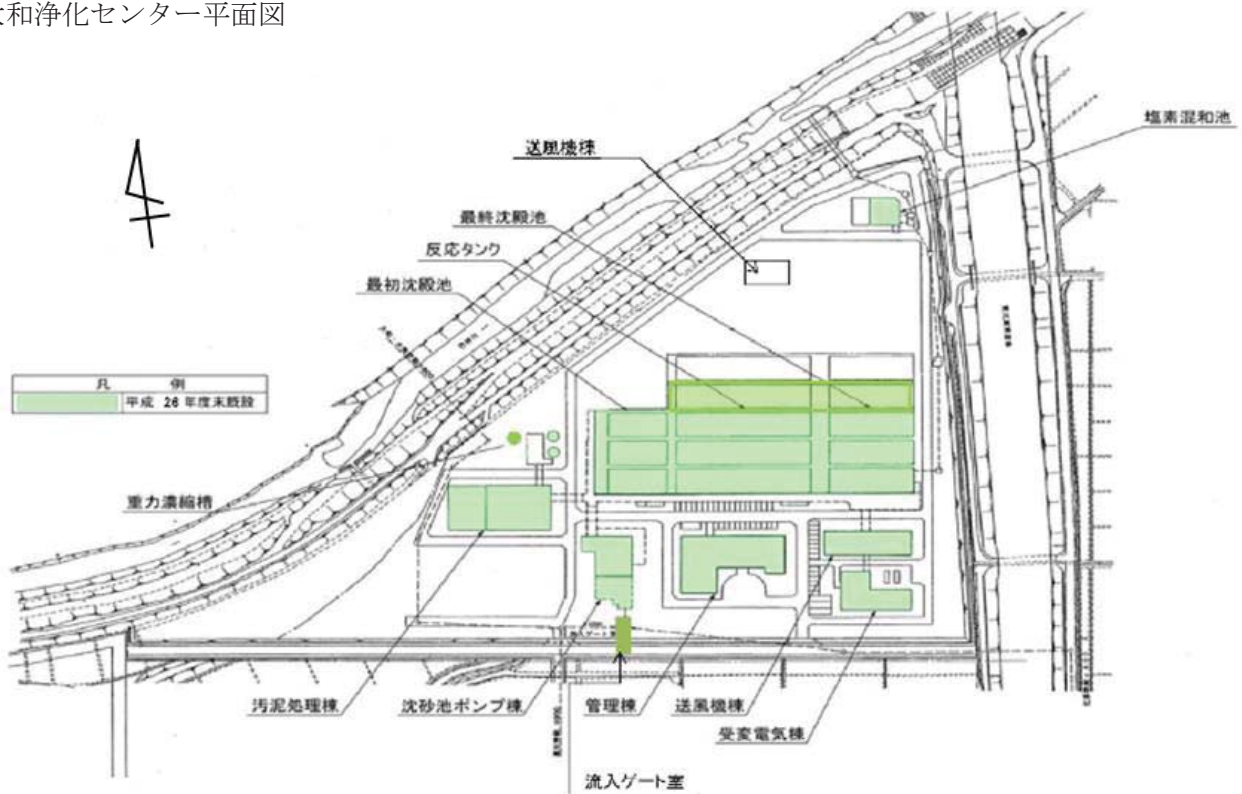 大和浄化センター平面図
塩素混和池
送風機棟
最終沈殿池
反応タンク
最初沈殿池
凡 例
平成 26 年度末既設
重力濃縮槽
汚泥処理棟
沈砂池ポンプ棟
管理棟
送風機棟
受変電気棟
流入ゲート室